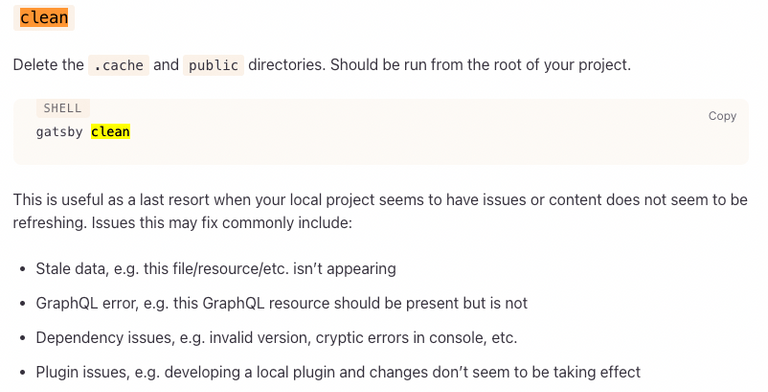 clean
Delete the .cache and public directories. Should be run from the root of your project.
SHELL
Copy
gatsby clean
This is useful as a last resort when your local project seems to have issues or content does not seem to be
refreshing. Issues this may fix commonly include:
• Stale data, e.g. this file/resource/etc. isn’t appearing
• GraphQL error, e.g. this GraphQL resource should be present but is not
• Dependency issues, e.g. invalid version, cryptic errors in console, etc.
• Plugin issues, e.g. developing a local plugin and changes don’t seem to be taking effect